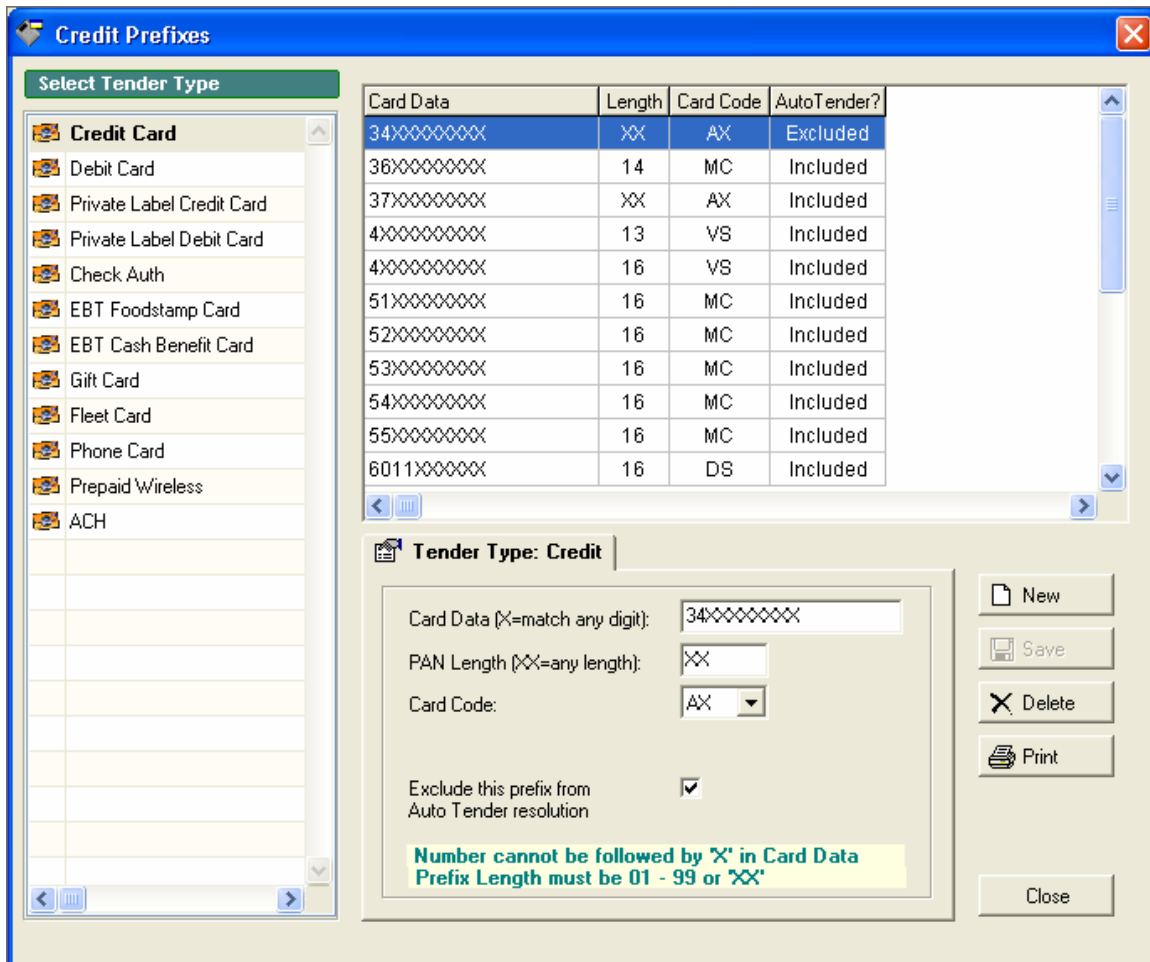 Credit Prefixes
Select Tender Type
Credit Card
Debit Card
Private Label Credit Card
Private Label Debit Card
Check Auth
EBT Foodstamp Card
EBT Cash Benefit Card
Gift Card
Fleet Card
Phone Card
Prepaid Wireless
ACH
Card Data Length Card Code AutoTender?
34XXXXXXXX XX AX Excluded
36XXXXXXXX 14 MC Included
37XXXXXXXX XX AX Included
4XXXXXXXXX 13 VS Included
4XXXXXXXXX 16 VS Included
51XXXXXXXX 16 MC Included
52XXXXXXXX 16 MC Included
53XXXXXXXX 16 MC Included
54XXXXXXXX 16 MC Included
55XXXXXXXX 16 MC Included
6011XXXXXX 16 DS Included
Tender Type: Credit
Card Data (X=match any digit): 34XXXXXXXX
PAN Length (XX=any length): XX
Card Code: AX
Exclude this prefix from
Auto Tender resolution
Number cannot be followed by 'X' in Card Data
Prefix Length must be 01 - 99 or 'XX'
New
Save
Delete
Print
Close